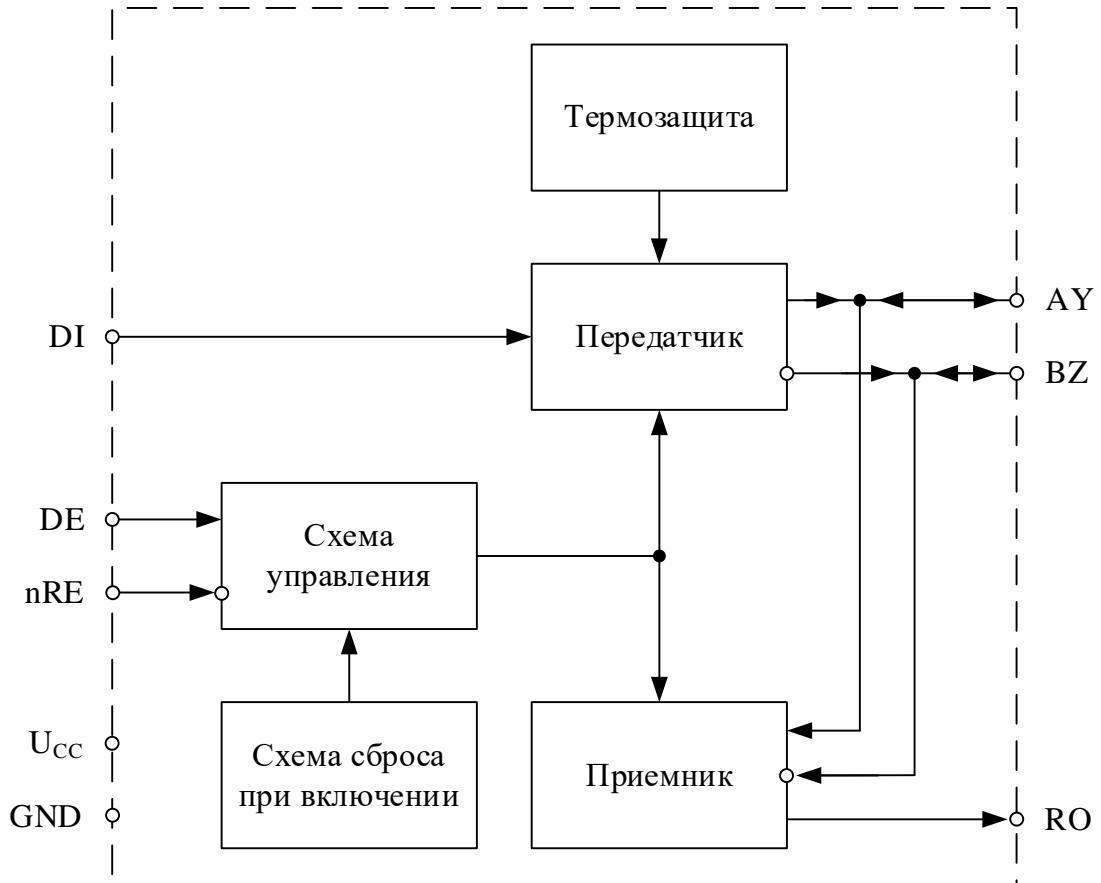 Термозащита
AY
DI
Передатчик
BZ
DE
Схема
управления
nRE
UCC
Схема сброса
при включении
Приемник
GND
RO